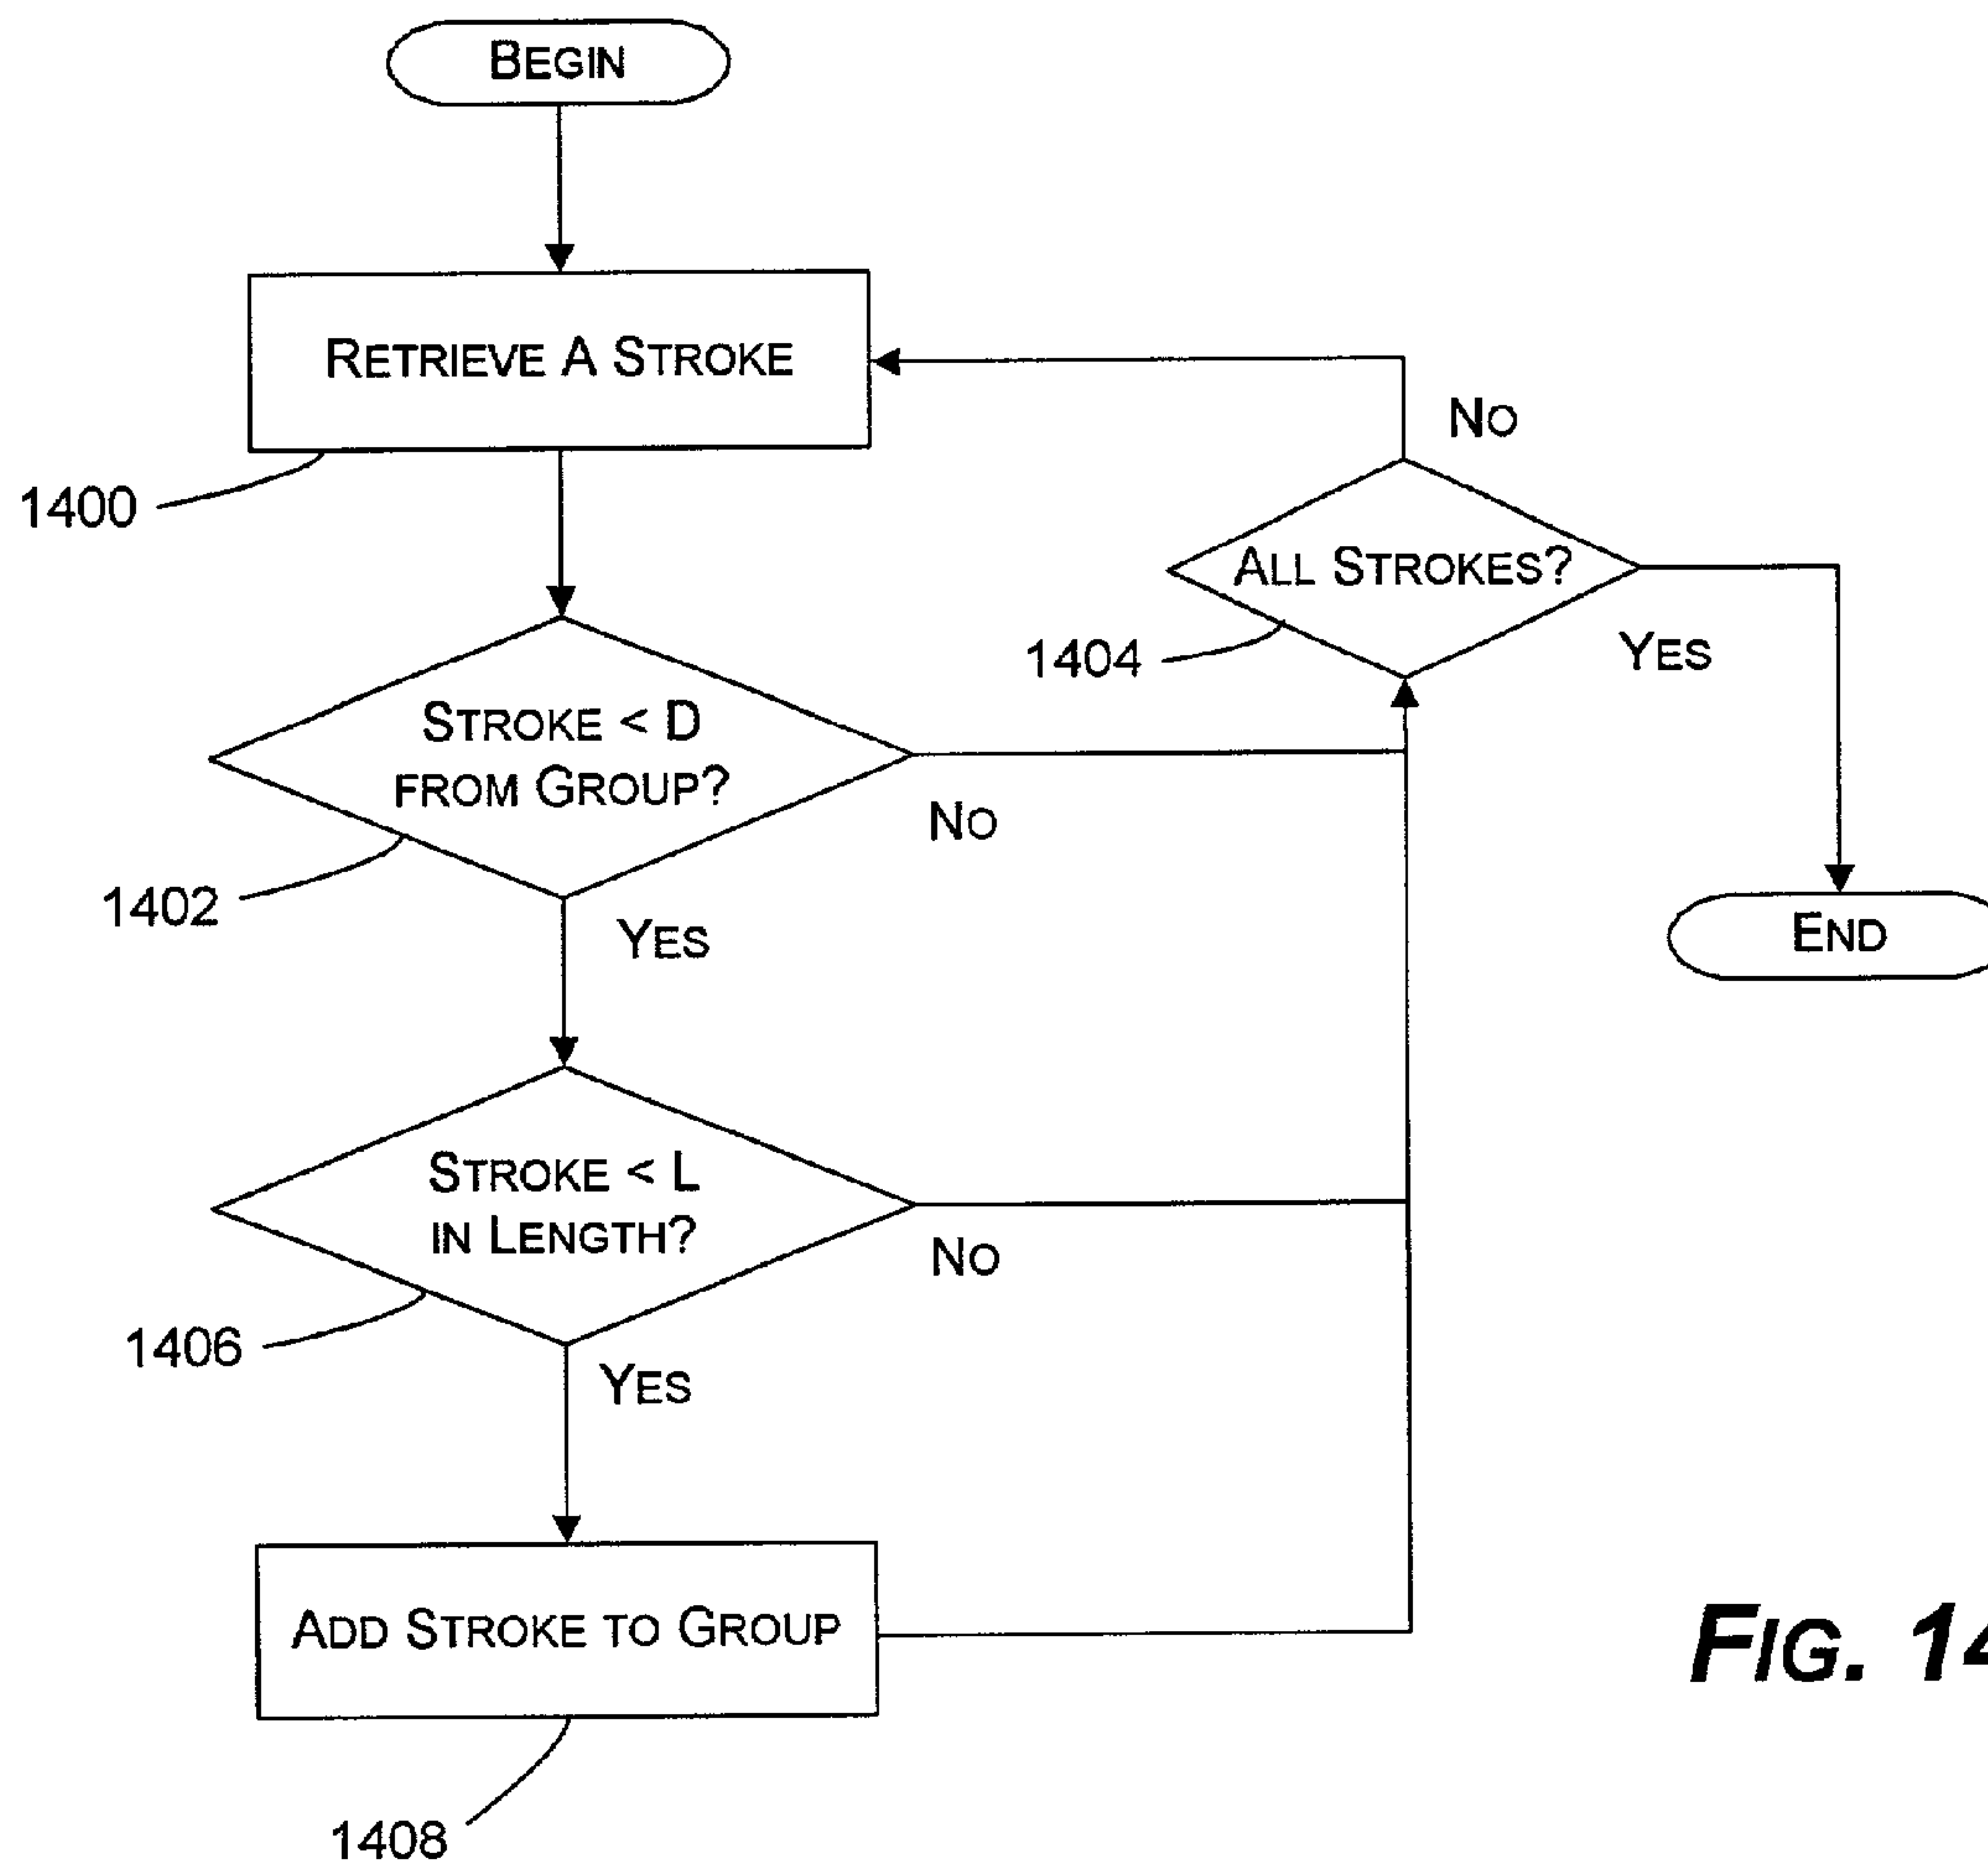 BEGIN
RETRIEVE A STROKE
1400
NO
ALL STROKES?
1404
YES
STROKE < D
FROM GROUP?
NO
1402
YES
END
STROKE < L
IN LENGTH?
NO
1406
YES
ADD STROKE TO GROUP
FIG. 14
1408